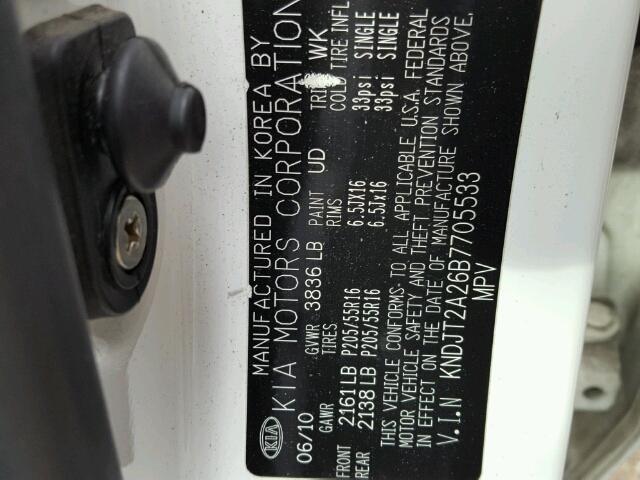 MANUFACTURED IN KOREA BY
KIA KIA MOTORS CORPORATION
06/10 GVWR 3836 LB PAINT UD TRIM WK
GAWR TIRES RIMS COLD TIRE INFL
FRONT 2161LB P205/55R16 6.5JX16 33psi SINGLE
REAR 2138LB P205/55R16 6.5JX16 33psi SINGLE
THIS VEHICLE CONFORMS TO ALL APPLICABLE U.S.A. FEDERAL
MOTOR VEHICLE SAFETY AND THEFT PREVENTION STANDARDS
IN EFFECT ON THE DATE OF MANUFACTURE SHOWN ABOVE.
V.I.N KNDJT2A26B7705533
MPV